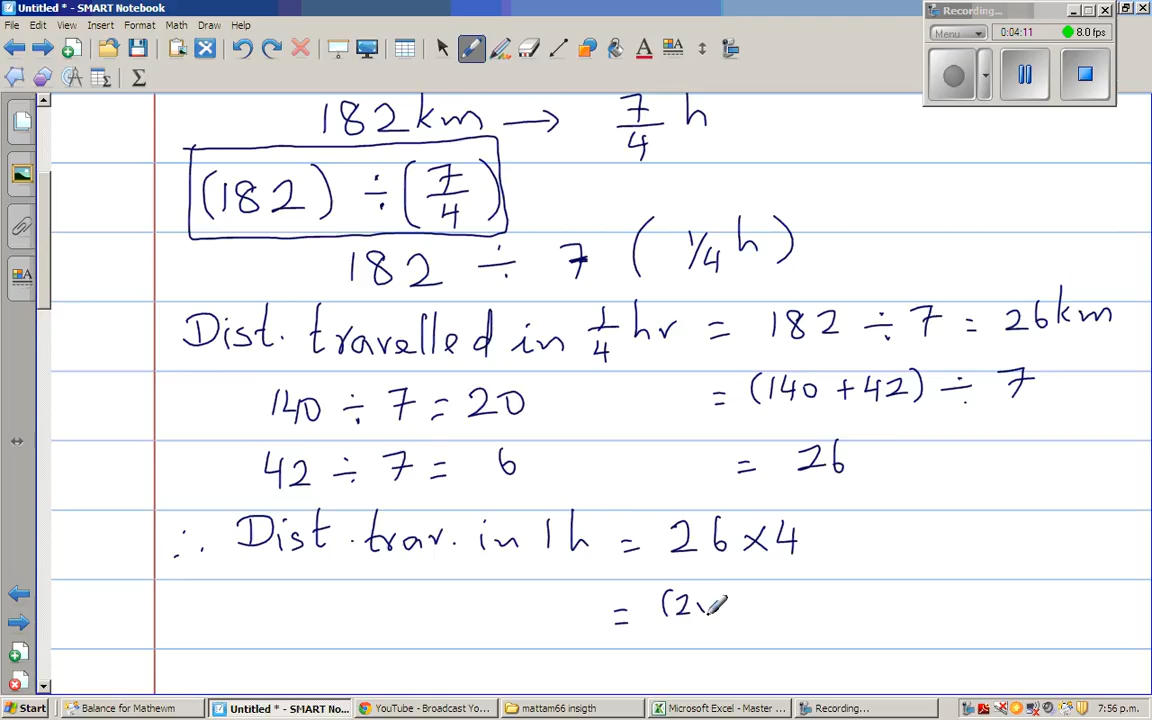 Untitled * - SMART Notebook
Recording...
File Edit View Insert Format Math Draw Help
Menu 0:04:11 8.0 fps
182 km → 7/4 h
(182) ÷ (7/4)
182 ÷ 7 ( 1/4 h )
Dist. travelled in 1/4 hr = 182 ÷ 7 = 26 km
140 ÷ 7 = 20 = (140 + 42) ÷ 7
42 ÷ 7 = 6 = 26
∴ Dist. trav. in 1 h = 26 × 4
= (2
Start Balance for Mathewm Untitled * - SMART No... YouTube - Broadcast Yo... mattam66 insigth Microsoft Excel - Master ... Recording... 7:56 p.m.